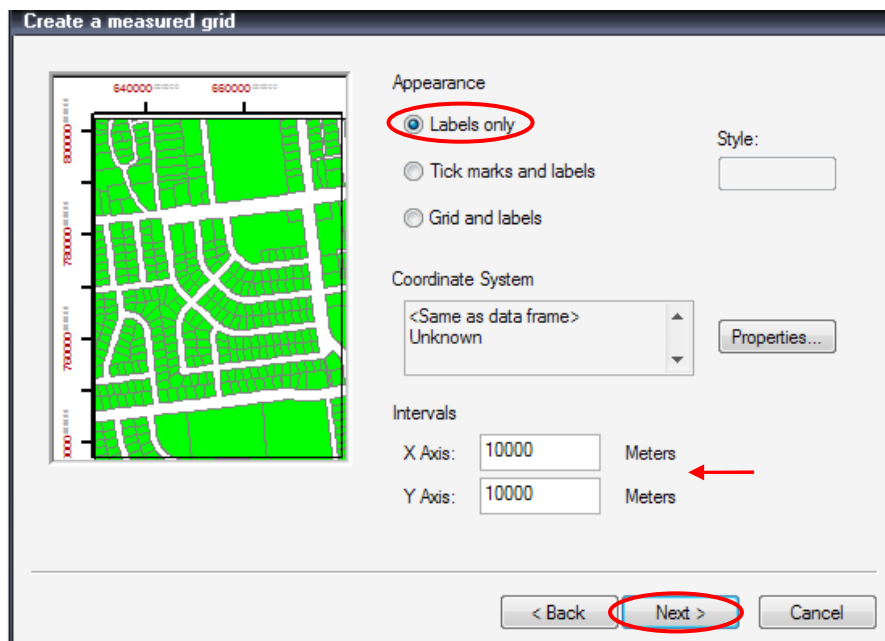 Create a measured grid
640000
660000
800000
780000
760000
Appearance
Labels only
Tick marks and labels
Grid and labels
Style:
Coordinate System
<Same as data frame>
Unknown
Properties...
Intervals
X Axis: 10000 Meters
Y Axis: 10000 Meters
< Back Next > Cancel